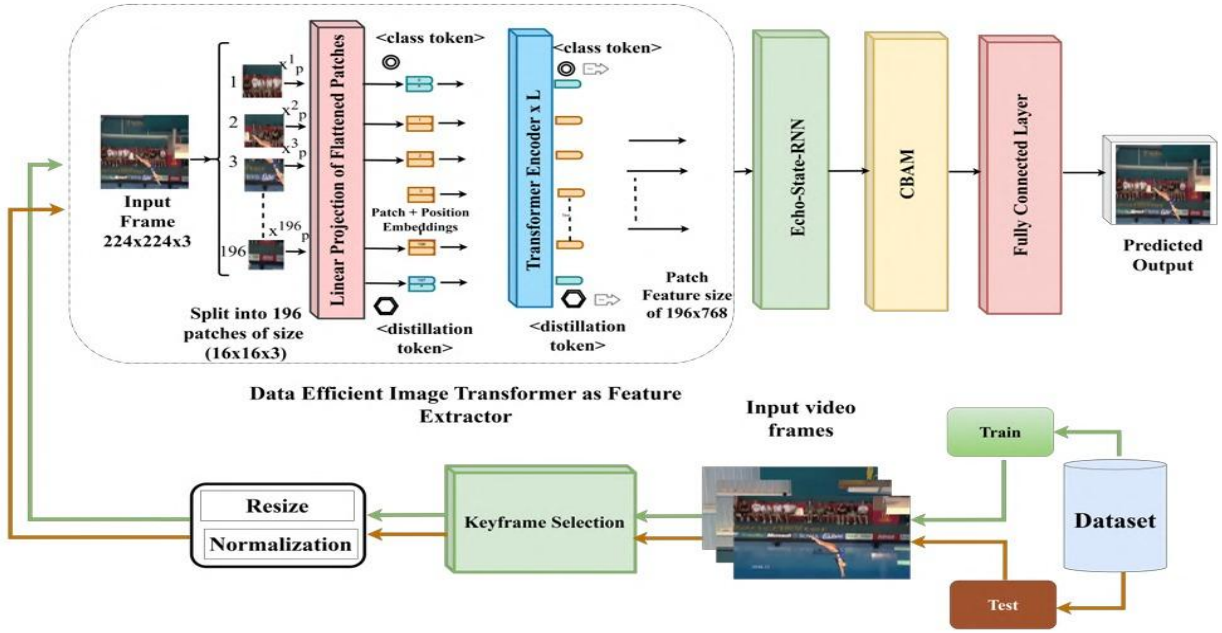 1
x1p
2
x2p
3
x3p
196
x196p
Input
Frame
224x224x3
Split into 196
patches of size
(16x16x3)
Linear Projection of Flattened Patches
<class token>
Patch + Position
Embeddings
<distillation
token>
Transformer Encoder x L
<class token>
<distillation
token>
Patch
Feature size
of 196x768
Echo-State-RNN
CBAM
Fully Connected Layer
Predicted
Output
Data Efficient Image Transformer as Feature
Extractor
Input video
frames
Train
Dataset
Test
Keyframe Selection
Resize
Normalization